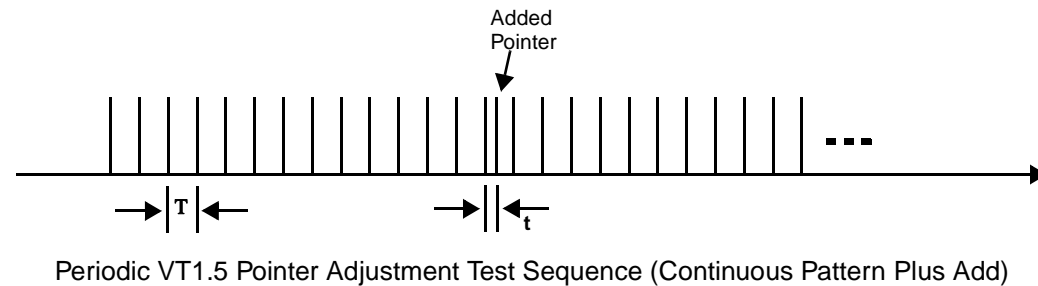 Added
Pointer
T
t
Periodic VT1.5 Pointer Adjustment Test Sequence (Continuous Pattern Plus Add)